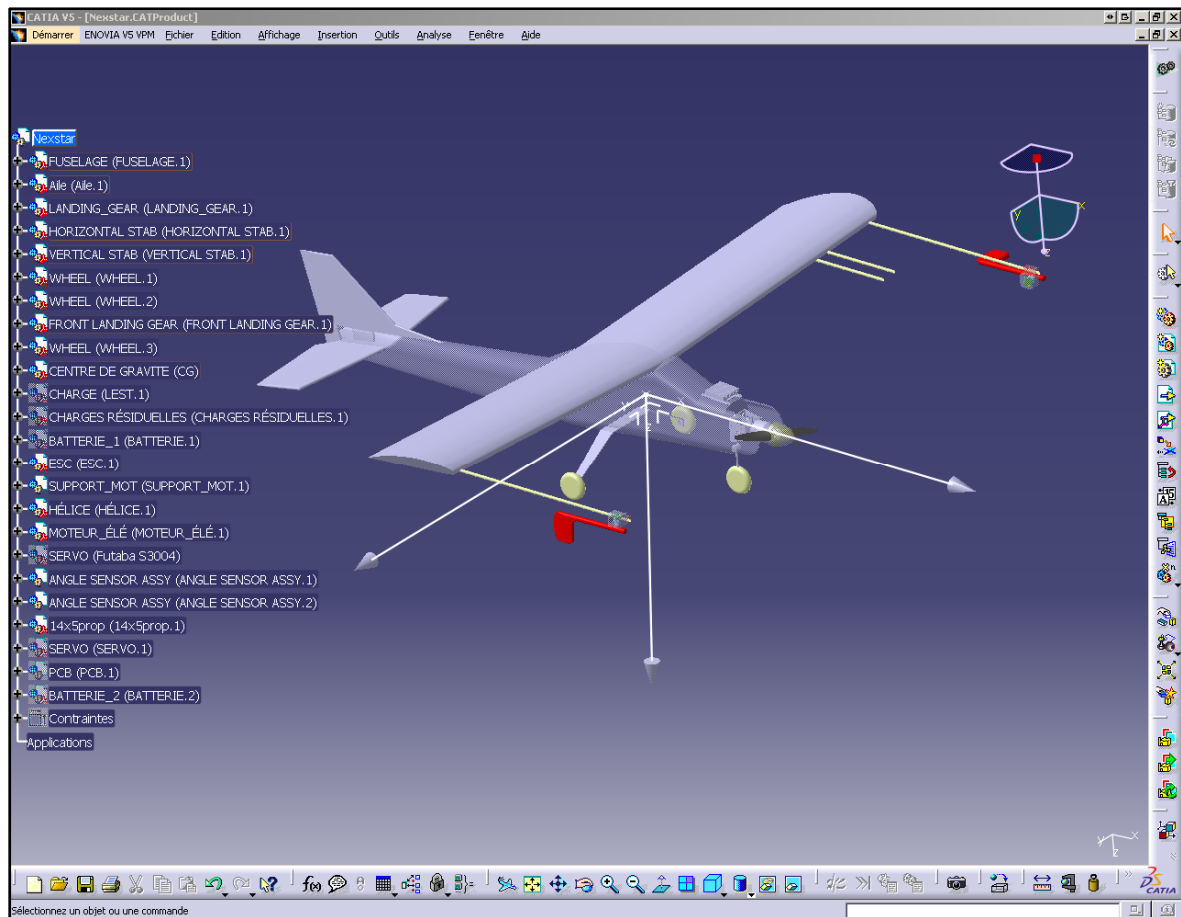 CATIA V5 - [Nexstar.CATProduct]
Démarrer ENOVIA V5 VPM Fichier Edition Affichage Insertion Outils Analyse Fenêtre Aide
Nexstar
FUSELAGE (FUSELAGE.1)
Aile (Aile.1)
LANDING_GEAR (LANDING_GEAR.1)
HORIZONTAL STAB (HORIZONTAL STAB.1)
VERTICAL STAB (VERTICAL STAB.1)
WHEEL (WHEEL.1)
WHEEL (WHEEL.2)
FRONT LANDING GEAR (FRONT LANDING GEAR.1)
WHEEL (WHEEL.3)
CENTRE DE GRAVITE (CG)
CHARGE (LEST.1)
CHARGES RÉSIDUELLES (CHARGES RÉSIDUELLES.1)
BATTERIE_1 (BATTERIE.1)
ESC (ESC.1)
SUPPORT_MOT (SUPPORT_MOT.1)
HÉLICE (HÉLICE.1)
MOTEUR_ÉLÉ (MOTEUR_ÉLÉ.1)
SERVO (Futaba S3004)
ANGLE SENSOR ASSY (ANGLE SENSOR ASSY.1)
ANGLE SENSOR ASSY (ANGLE SENSOR ASSY.2)
14x5prop (14x5prop.1)
SERVO (SERVO.1)
PCB (PCB.1)
BATTERIE_2 (BATTERIE.2)
Contraintes
Applications
x
y
z
Y
z
y x
z
f(x)
CATIA
Sélectionnez un objet ou une commande